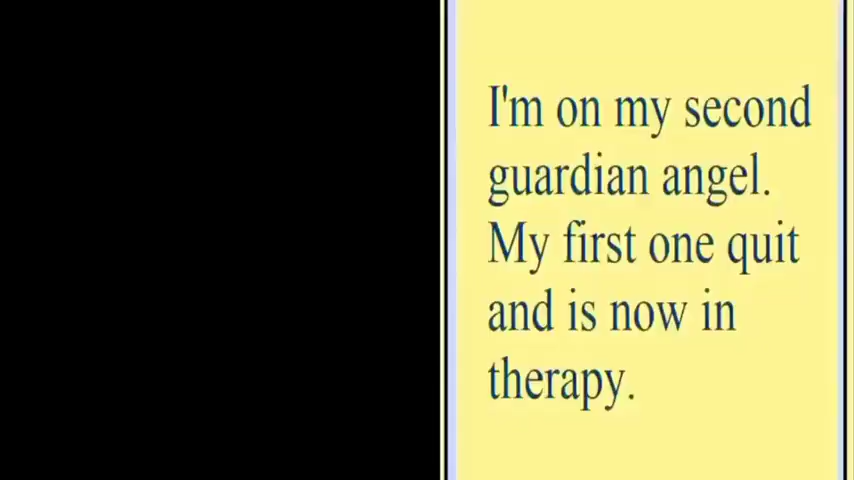 I'm on my second
guardian angel.
My first one quit
and is now in
therapy.